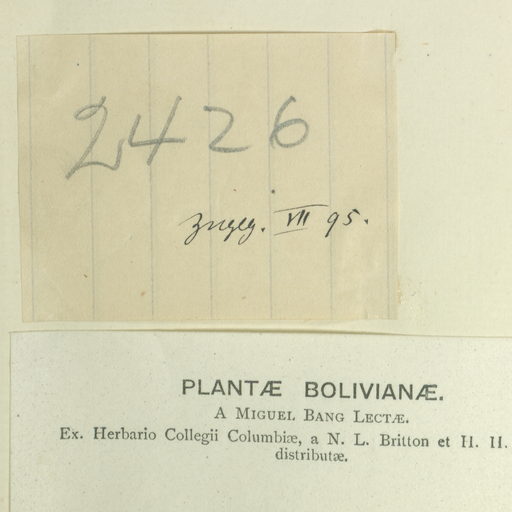 2426
zugeg. VII 95.
PLANTÆ BOLIVIANÆ.
A MIGUEL BANG LECTÆ.
Ex. Herbario Collegii Columbiæ, a N. L. Britton et H. H.
distributæ.